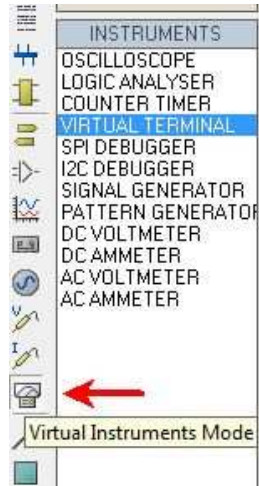 INSTRUMENTS
OSCILLOSCOPE
LOGIC ANALYSER
COUNTER TIMER
VIRTUAL TERMINAL
SPI DEBUGGER
I2C DEBUGGER
SIGNAL GENERATOR
PATTERN GENERATOR
DC VOLTMETER
DC AMMETER
AC VOLTMETER
AC AMMETER
V
I
Virtual Instruments Mode